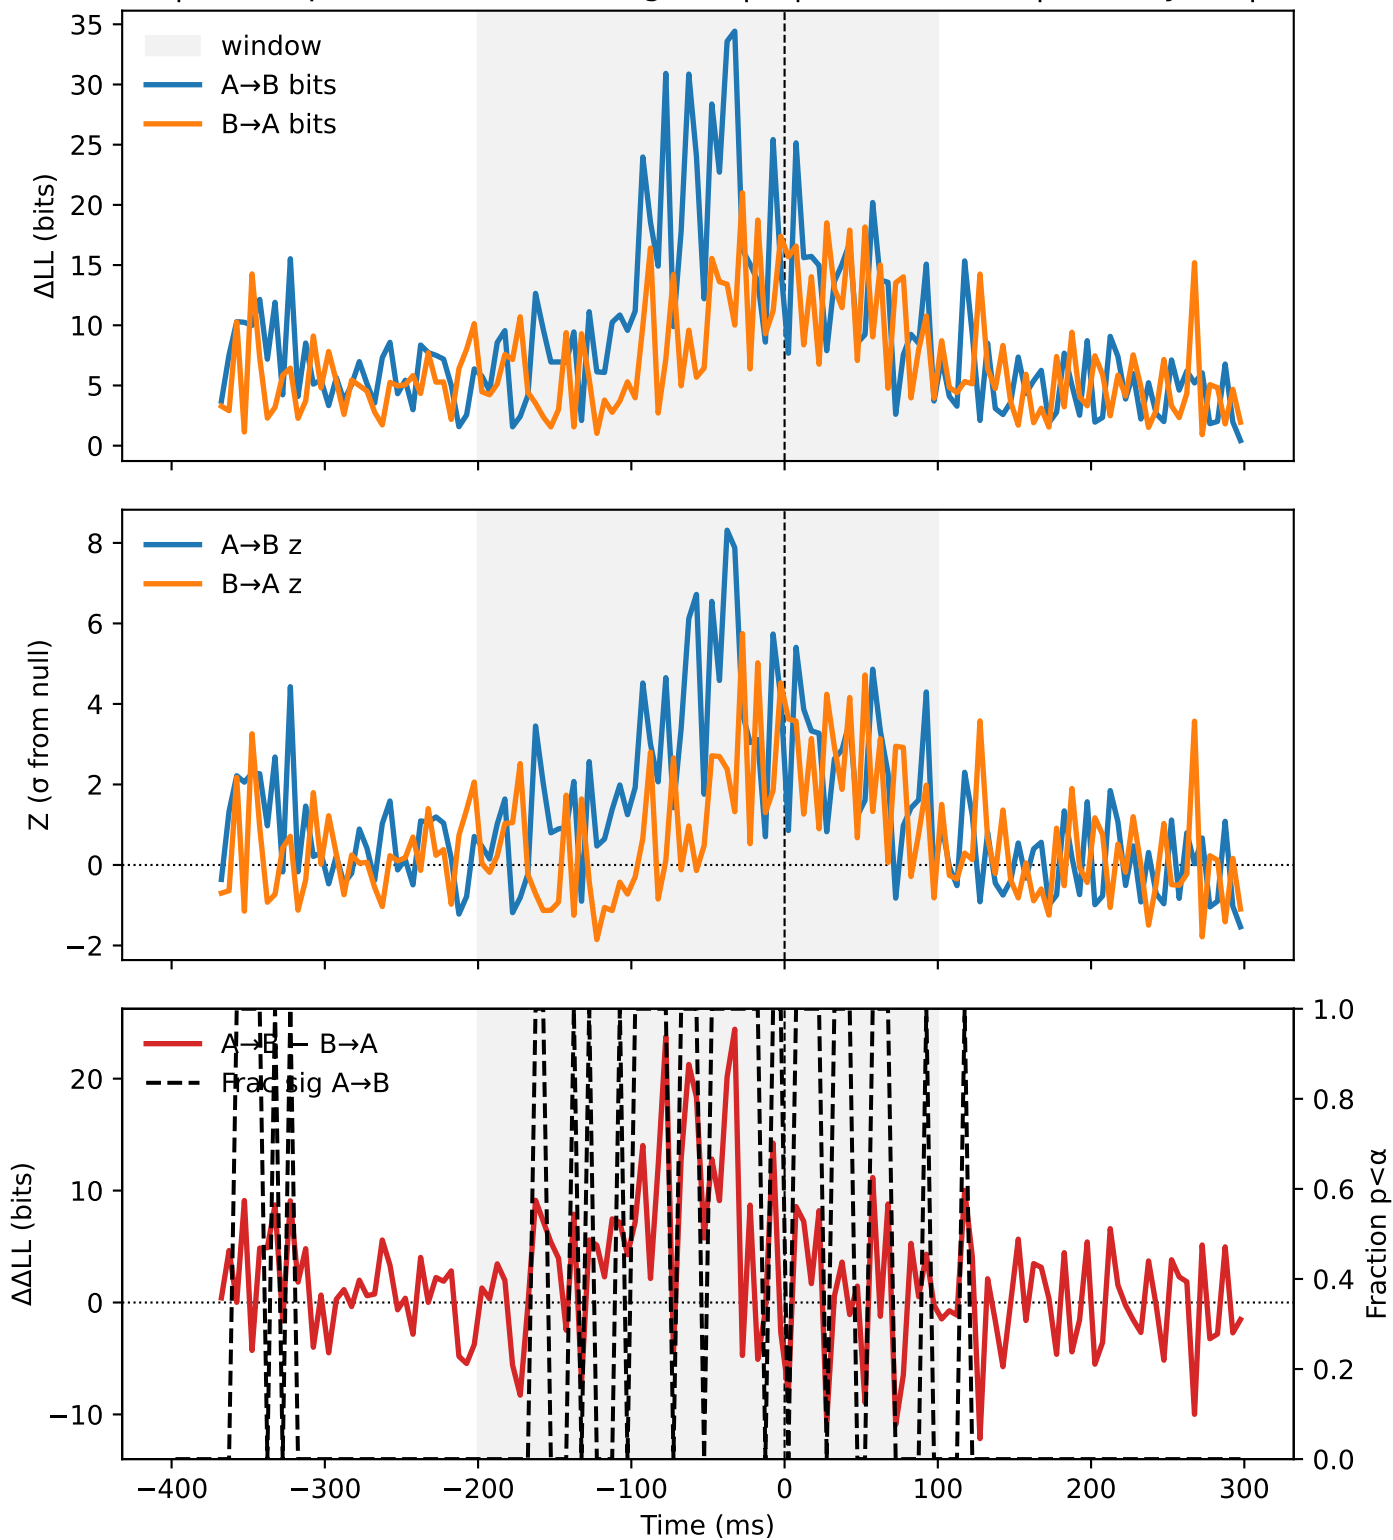 35
30
25
20
15
10
5
0
ΔLL (bits)
window
A→B bits
B→A bits
8
6
4
2
0
−2
Z (σ from null)
A→B z
B→A z
20
10
0
−10
ΔΔLL (bits)
A→B − B→A
Frac sig A→B
1.0
0.8
0.6
0.4
0.2
0.0
Fraction p<α
−400 −300 −200 −100 0 100 200 300
Time (ms)